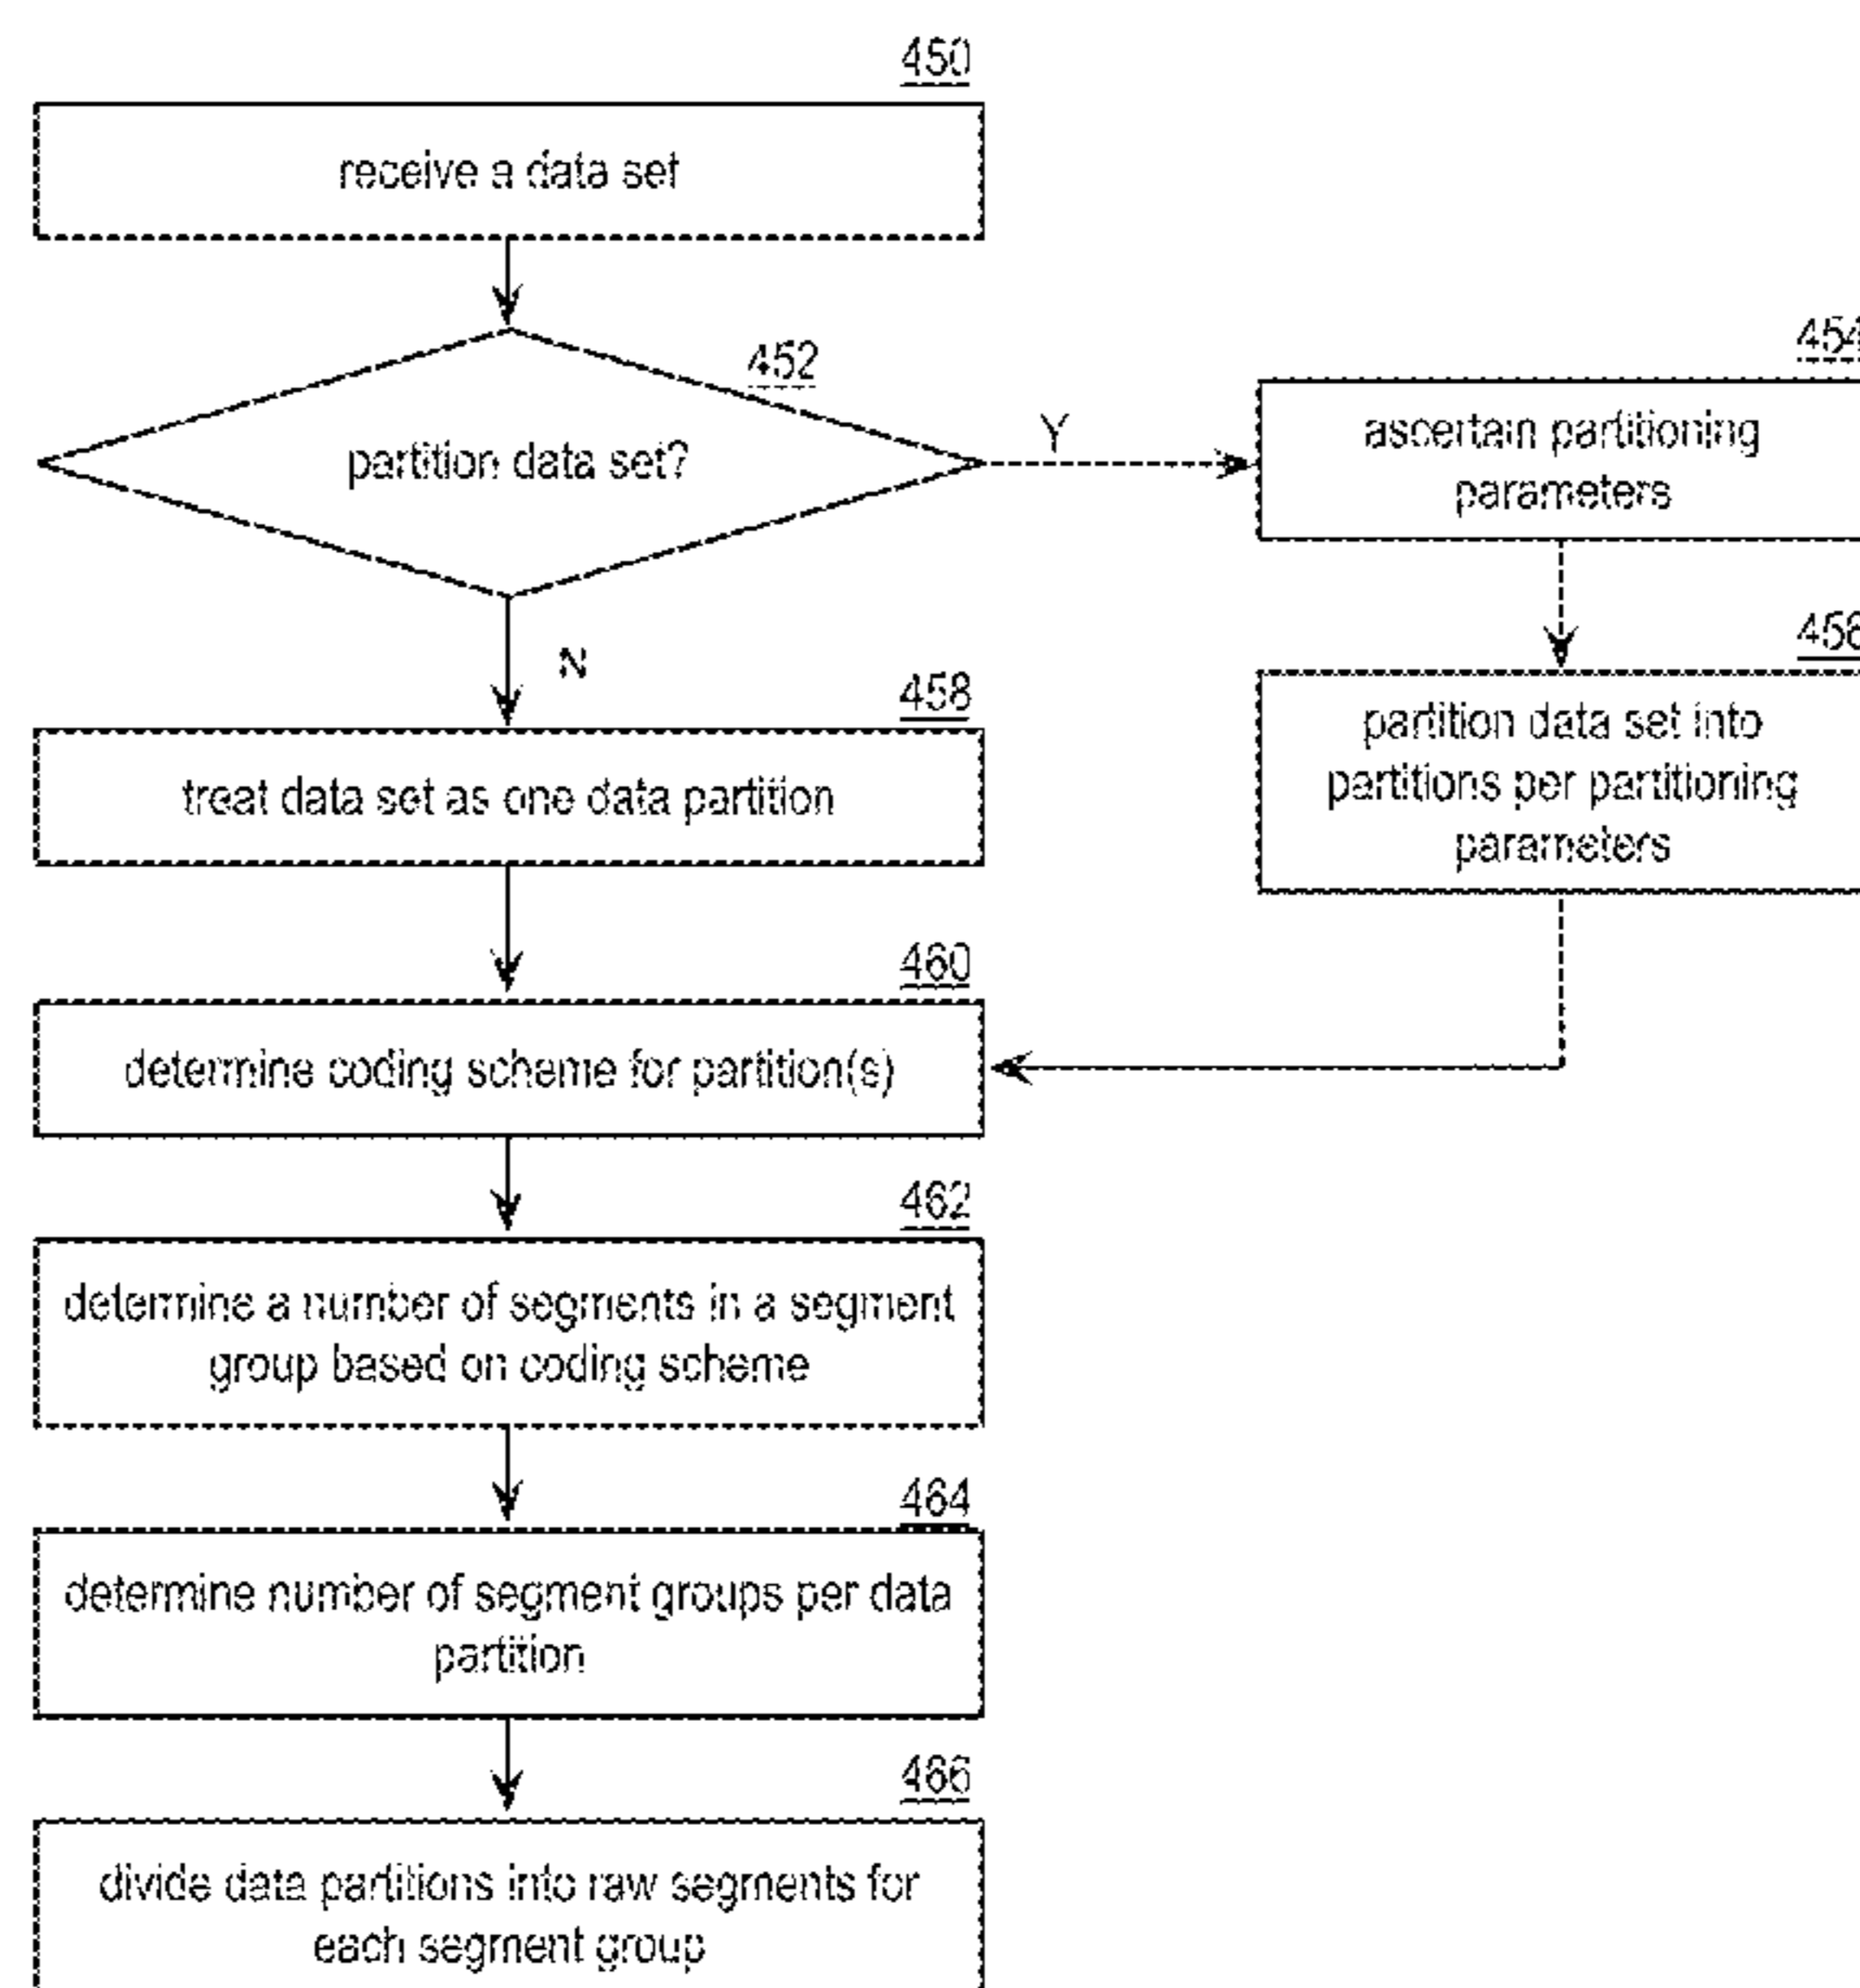 450
receive a data set
452
partition data set?
Y
N
454
ascertain partitioning
parameters
456
partition data set into
partitions per partitioning
parameters
458
treat data set as one data partition
460
determine coding scheme for partition(s)
462
determine a number of segments in a segment
group based on coding scheme
464
determine number of segment groups per data
partition
466
divide data partitions into raw segments for
each segment group